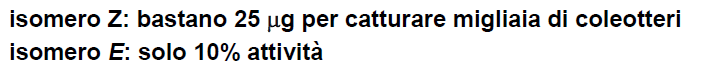 isomero Z: bastano 25 μg per catturare migliaia di coleotteri
isomero E: solo 10% attività